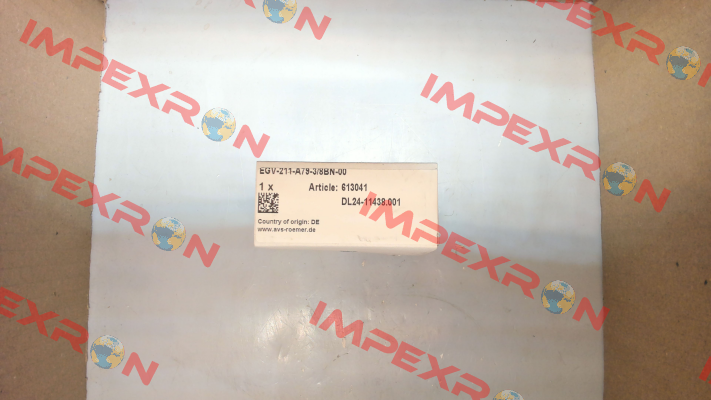 IMPEXRON
IMPEXRON
IMPEXRON
EGV-211-A79-3/8BN-00
1 x Article: 613041
DL24-11438.001
Country of origin: DE
www.avs-roemer.de
IMPEXRON
IMPEXRON
IMPEXRON
IMPEXRON
IMPEXRON